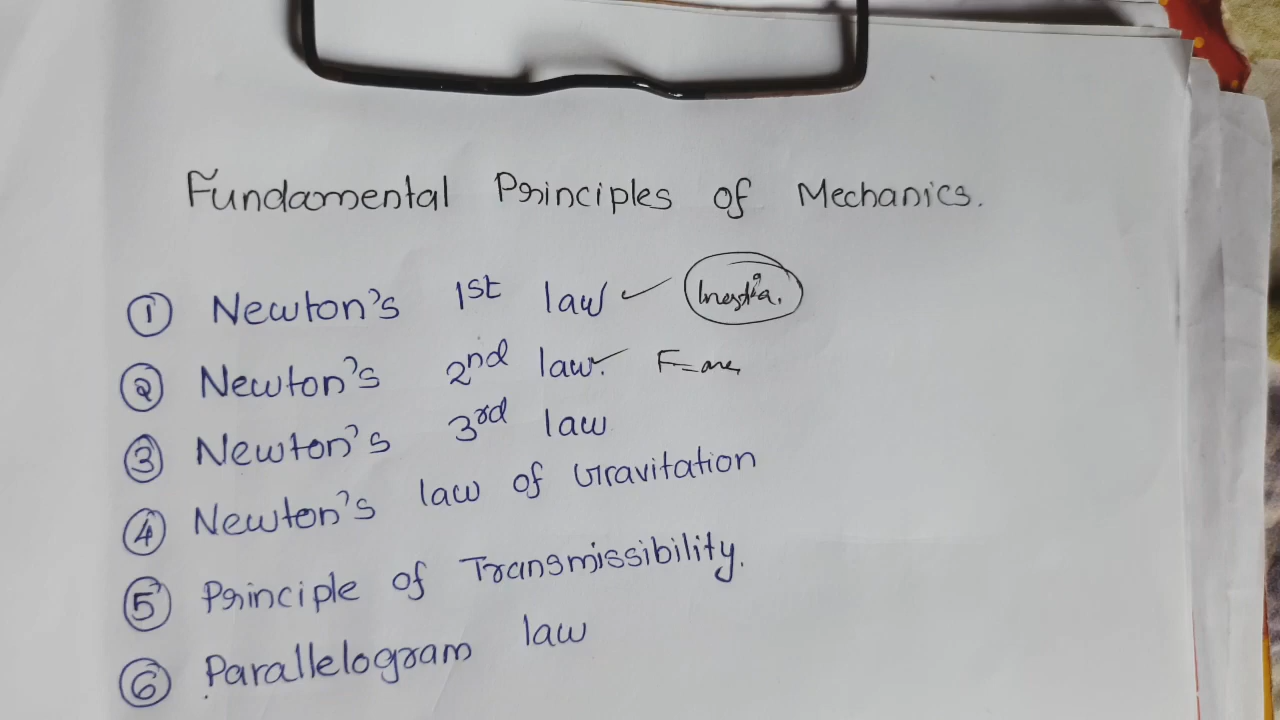 Fundamental Principles of Mechanics.
① Newton's 1st law ✓ Inertia.
② Newton's 2nd law. ✓ F=ma
③ Newton's 3rd law
④ Newton's law of Gravitation
⑤ Principle of Transmissibility.
⑥ Parallelogram law